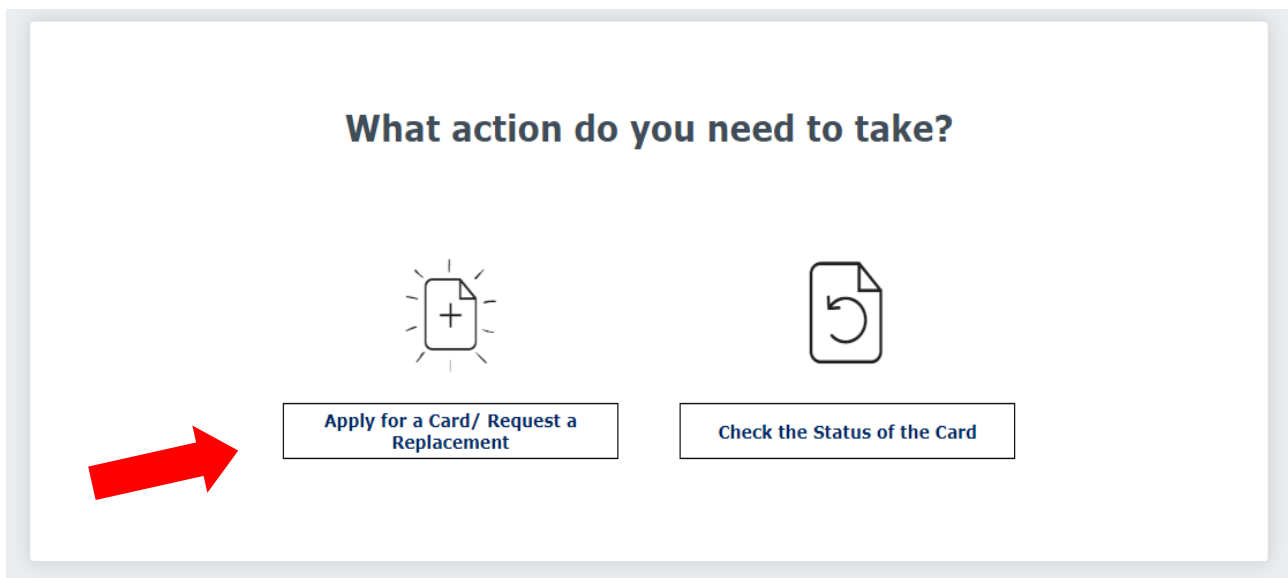 What action do you need to take?
Apply for a Card/ Request a
Replacement
Check the Status of the Card